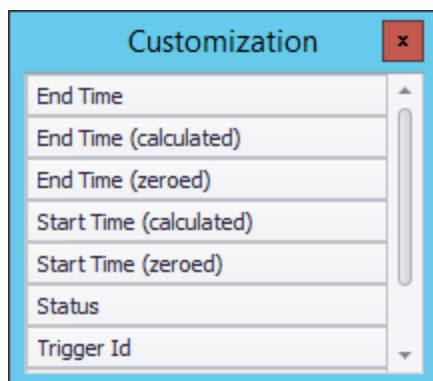 Customization
x
End Time
End Time (calculated)
End Time (zeroed)
Start Time (calculated)
Start Time (zeroed)
Status
Trigger Id